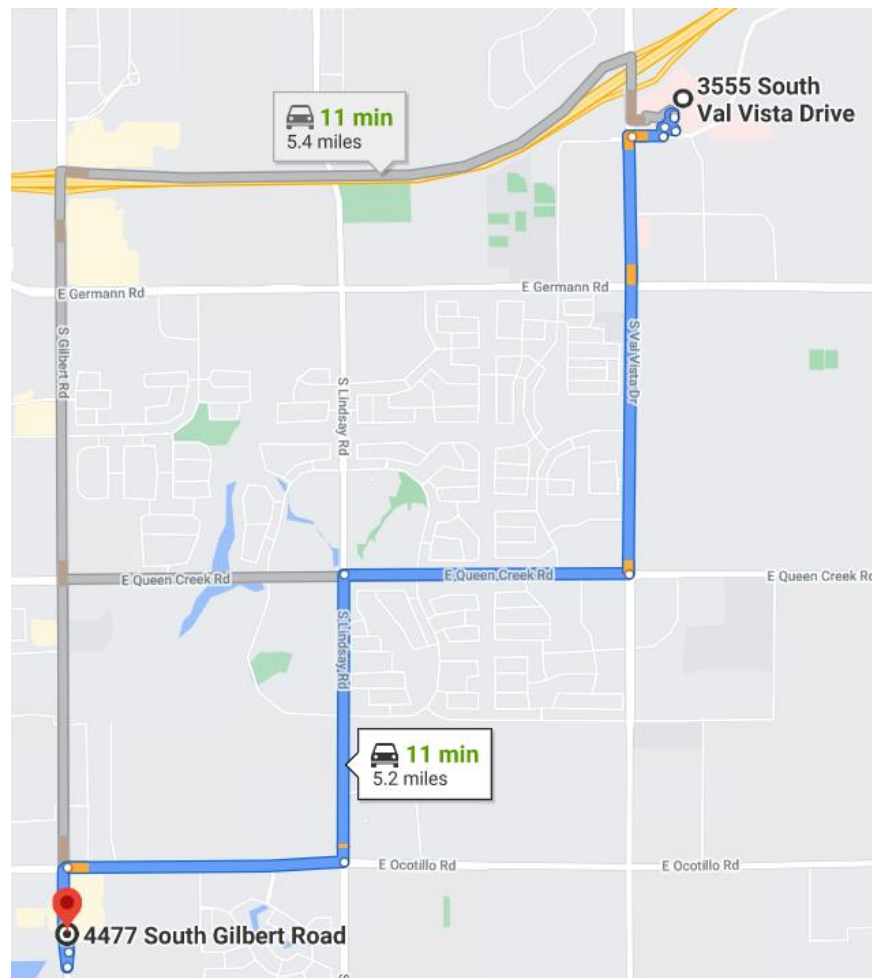 3555 South
Val Vista Drive
11 min
5.4 miles
E Germann Rd
E Germann Rd
S Gilbert Rd
S Lindsay Rd
S Val Vista Dr
E Queen Creek Rd
E Queen Creek Rd
E Queen Creek Rd
S Lindsay Rd
11 min
5.2 miles
E Ocotillo Rd
E Ocotillo Rd
4477 South Gilbert Road
S